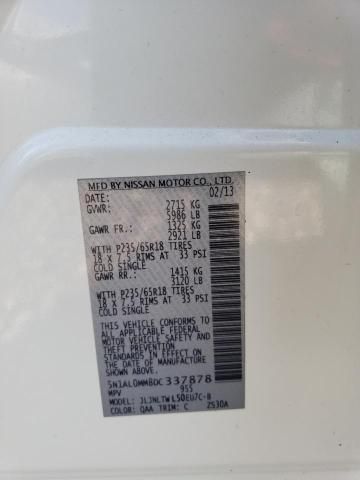 MFD BY NISSAN MOTOR CO., LTD.
DATE: 02/13
GVWR: 2715 KG
5986 LB
GAWR FR.: 1325 KG
2921 LB
WITH P235/65R18 TIRES
18 X 7.5 RIMS AT 33 PSI
COLD SINGLE
GAWR RR.: 1415 KG
3120 LB
WITH P235/65R18 TIRES
18 X 7.5 RIMS AT 33 PSI
COLD SINGLE
THIS VEHICLE CONFORMS TO
ALL APPLICABLE FEDERAL
MOTOR VEHICLE SAFETY AND
THEFT PREVENTION
STANDARDS IN EFFECT ON
THE DATE OF MANUFACTURE
SHOWN ABOVE.
5N1AL0MM8DC337878
MPV 955
MODEL: JLJNLTWL50EU7C-B
COLOR: QAA TRIM: C ZS30A